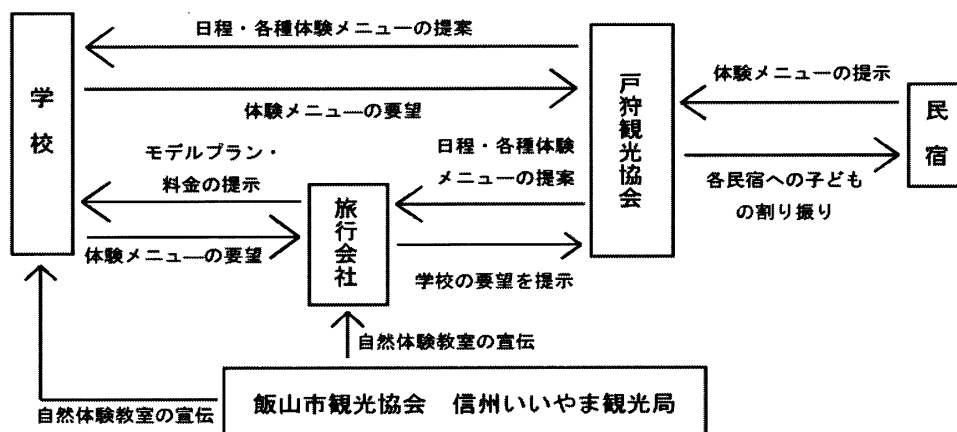 日程・各種体験メニューの提案
学校
体験メニューの要望
戸狩観光協会
体験メニューの提示
民宿
各民宿への子ども
の割り振り
モデルプラン・
料金の提示
日程・各種体験
メニューの提案
旅行会社
体験メニューの要望
学校の要望を提示
自然体験教室の宣伝
自然体験教室の宣伝
飯山市観光協会 信州いいやま観光局